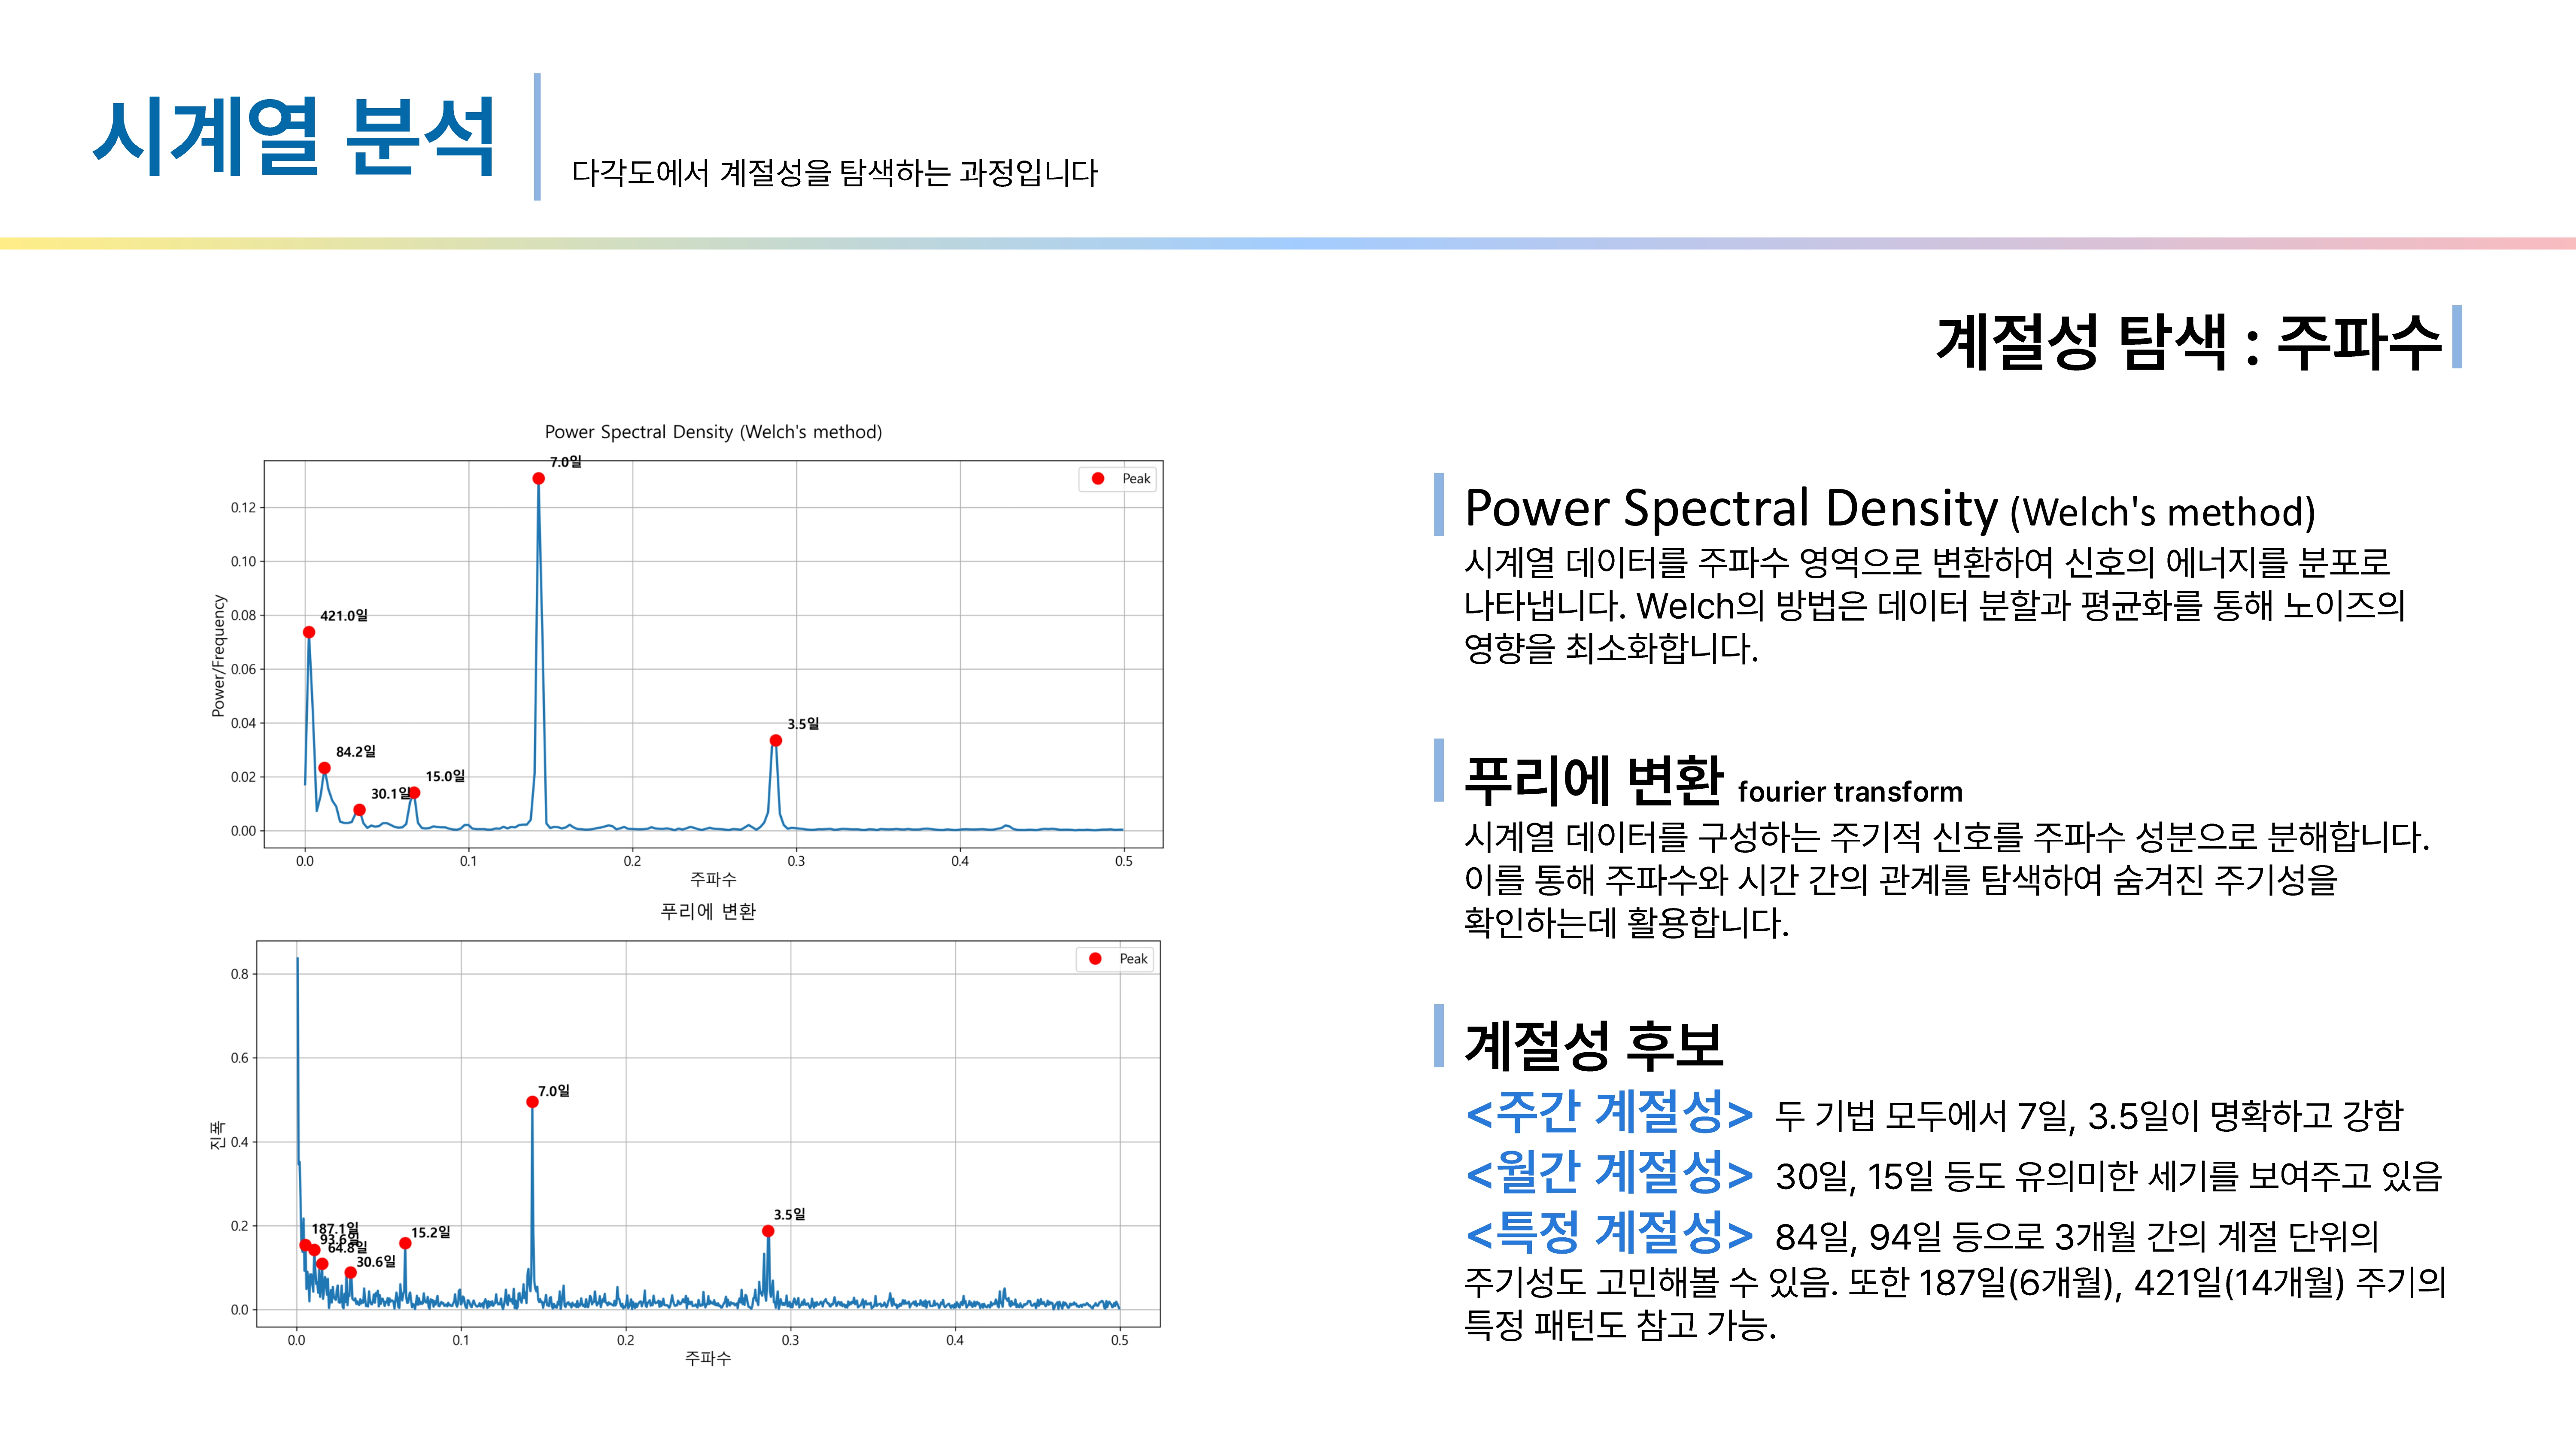 시계열 분석
다각도에서 계절성을 탐색하는 과정입니다
계절성 탐색 : 주파수
Power Spectral Density (Welch's method)
Power/Frequency
0.12
0.10
0.08
0.06
0.04
0.02
0.00
421.0일
84.2일
30.1일
15.0일
7.0일
3.5일
Peak
0.0 0.1 0.2 0.3 0.4 0.5
주파수
푸리에 변환
진폭
0.8
0.6
0.4
0.2
0.0
187.1일
93.6일
64.8일
30.6일
15.2일
7.0일
3.5일
Peak
0.0 0.1 0.2 0.3 0.4 0.5
주파수
Power Spectral Density (Welch's method)
시계열 데이터를 주파수 영역으로 변환하여 신호의 에너지를 분포로
나타냅니다. Welch의 방법은 데이터 분할과 평균화를 통해 노이즈의
영향을 최소화합니다.
푸리에 변환 fourier transform
시계열 데이터를 구성하는 주기적 신호를 주파수 성분으로 분해합니다.
이를 통해 주파수와 시간 간의 관계를 탐색하여 숨겨진 주기성을
확인하는데 활용합니다.
계절성 후보
<주간 계절성> 두 기법 모두에서 7일, 3.5일이 명확하고 강함
<월간 계절성> 30일, 15일 등도 유의미한 세기를 보여주고 있음
<특정 계절성> 84일, 94일 등으로 3개월 간의 계절 단위의
주기성도 고민해볼 수 있음. 또한 187일(6개월), 421일(14개월) 주기의
특정 패턴도 참고 가능.